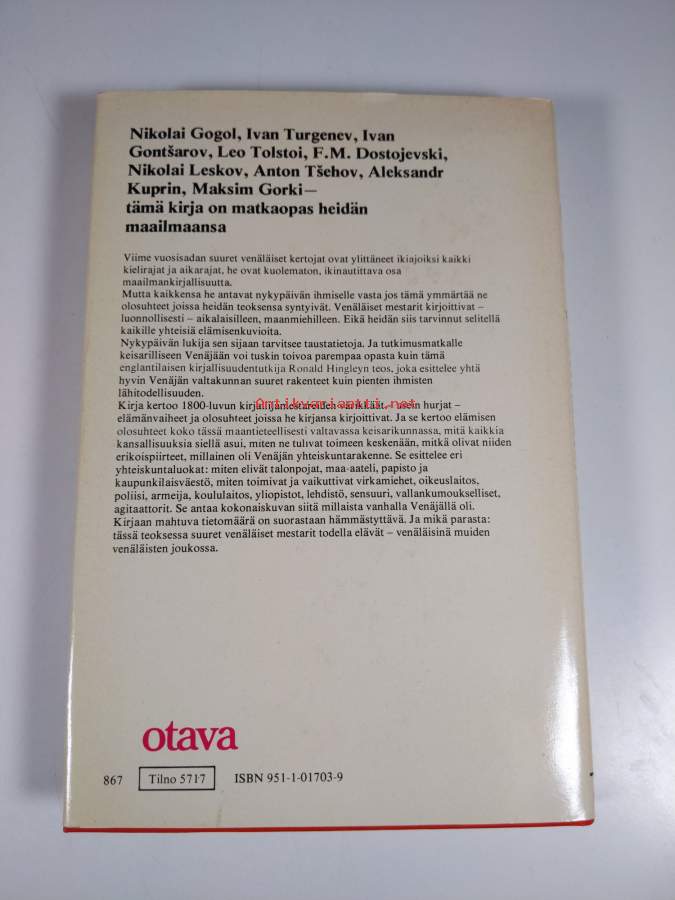 Nikolai Gogol, Ivan Turgenev, Ivan
Gontšarov, Leo Tolstoi, F.M. Dostojevski,
Nikolai Leskov, Anton Tšehov, Aleksandr
Kuprin, Maksim Gorki—
tämä kirja on matkaopas heidän
maailmaansa
Viime vuosisadan suuret venäläiset kertojat ovat ylittäneet ikiajoiksi kaikki
kielirajat ja aikarajat, he ovat kuolematon, ikinautittava osa
maailmankirjallisuutta.
Mutta kaikkensa he antavat nykypäivän ihmiselle vasta jos tämä ymmärtää ne
olosuhteet joissa heidän teoksensa syntyivät. Venäläiset mestarit kirjoittivat –
luonnollisesti – aikalaisilleen, maanmiehilleen. Eikä heidän siis tarvinnut selitellä
kaikille yhteisiä elämisenkuvioita.
Nykypäivän lukija sen sijaan tarvitsee taustatietoja. Ja tutkimusmatkalle
keisarilliseen Venäjään voi tuskin toivoa parempaa opasta kuin tämä
englantilaisen kirjallisuudentutkija Ronald Hingleyn teos, joka esittelee yhtä
hyvin Venäjän valtakunnan suuret rakenteet kuin pienten ihmisten
lähitodellisuuden.
Antikvariantti.net
Kirja kertoo 1800-luvun kirjailijamestareiden värikkäät – usein hurjat –
elämänvaiheet ja olosuhteet joissa he kirjansa kirjoittivat. Ja se kertoo elämisen
olosuhteet koko tässä maantieteellisesti valtavassa keisarikunnassa, mitä kaikkia
kansallisuuksia siellä asui, miten ne tulivat toimeen keskenään, mitkä olivat niiden
erikoispiirteet, millainen oli Venäjän yhteiskuntarakenne. Se esittelee eri
yhteiskuntaluokat: miten elivät talonpojat, maa-aateli, papisto ja
kaupunkilaisväestö, miten toimivat ja vaikuttivat virkamiehet, oikeuslaitos,
poliisi, armeija, koululaitos, yliopistot, lehdistö, sensuuri, vallankumoukselliset,
agitaattorit. Se antaa kokonaiskuvan siitä millaista vanhalla Venäjällä oli.
Kirjaan mahtuva tietomäärä on suorastaan hämmästyttävä. Ja mikä parasta:
tässä teoksessa suuret venäläiset mestarit todella elävät – venäläisinä muiden
venäläisten joukossa.
otava
867 Tilno 5717 ISBN 951-1-01703-9